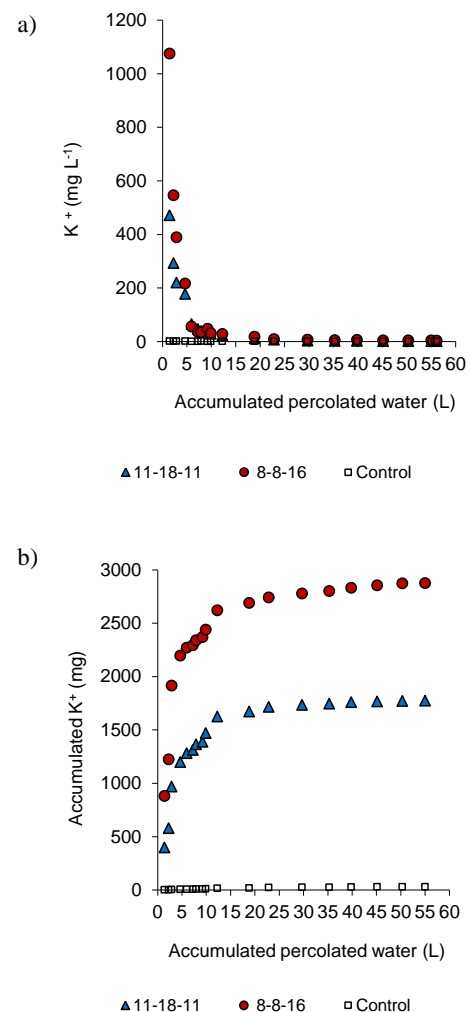 a)
1200
1000
800
600
400
200
0
K⁺ (mg L⁻¹)
0 5 10 15 20 25 30 35 40 45 50 55 60
Accumulated percolated water (L)
11-18-11 8-8-16 Control
b)
3000
2500
2000
1500
1000
500
0
Accumulated K⁺ (mg)
0 5 10 15 20 25 30 35 40 45 50 55 60
Accumulated percolated water (L)
11-18-11 8-8-16 Control